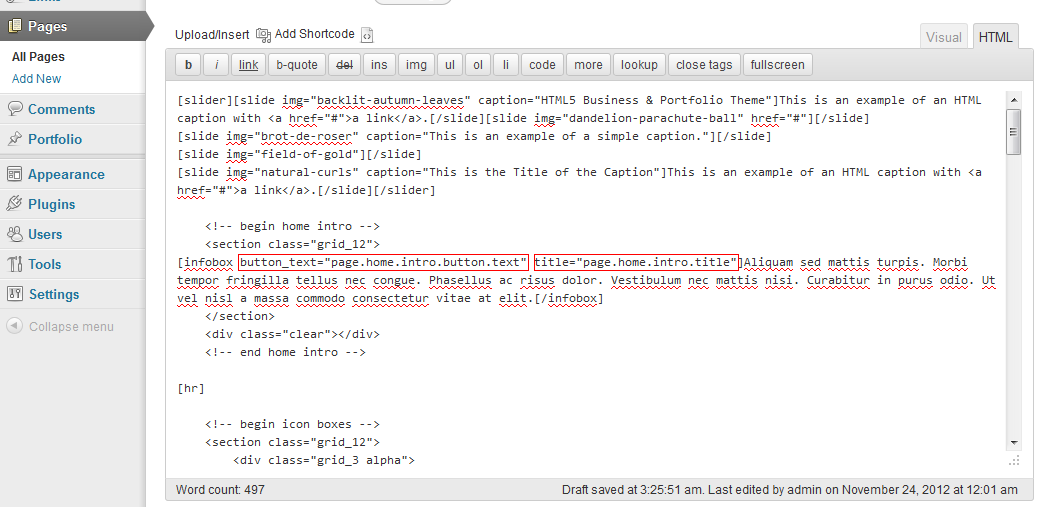 Pages
All Pages
Add New
Comments
Portfolio
Appearance
Plugins
Users
Tools
Settings
Collapse menu
Upload/Insert Add Shortcode
Visual HTML
b i link b-quote del ins img ul ol li code more lookup close tags fullscreen
[slider][slide img="backlit-autumn-leaves" caption="HTML5 Business & Portfolio Theme"]This is an example of an HTML
caption with <a href="#">a link</a>.[/slide][slide img="dandelion-parachute-ball" href="#"][/slide]
[slide img="brot-de-roser" caption="This is an example of a simple caption."][/slide]
[slide img="field-of-gold"][/slide]
[slide img="natural-curls" caption="This is the Title of the Caption"]This is an example of an HTML caption with <a
href="#">a link</a>.[/slide][/slider]
<!-- begin home intro -->
<section class="grid_12">
[infobox button_text="page.home.intro.button.text" title="page.home.intro.title"]Aliquam sed mattis turpis. Morbi
tempor fringilla tellus nec congue. Phasellus ac risus dolor. Vestibulum nec mattis nisi. Curabitur in purus odio. Ut
vel nisl a massa commodo consectetur vitae at elit.[/infobox]
</section>
<div class="clear"></div>
<!-- end home intro -->
[hr]
<!-- begin icon boxes -->
<section class="grid_12">
<div class="grid_3 alpha">
Word count: 497
Draft saved at 3:25:51 am. Last edited by admin on November 24, 2012 at 12:01 am